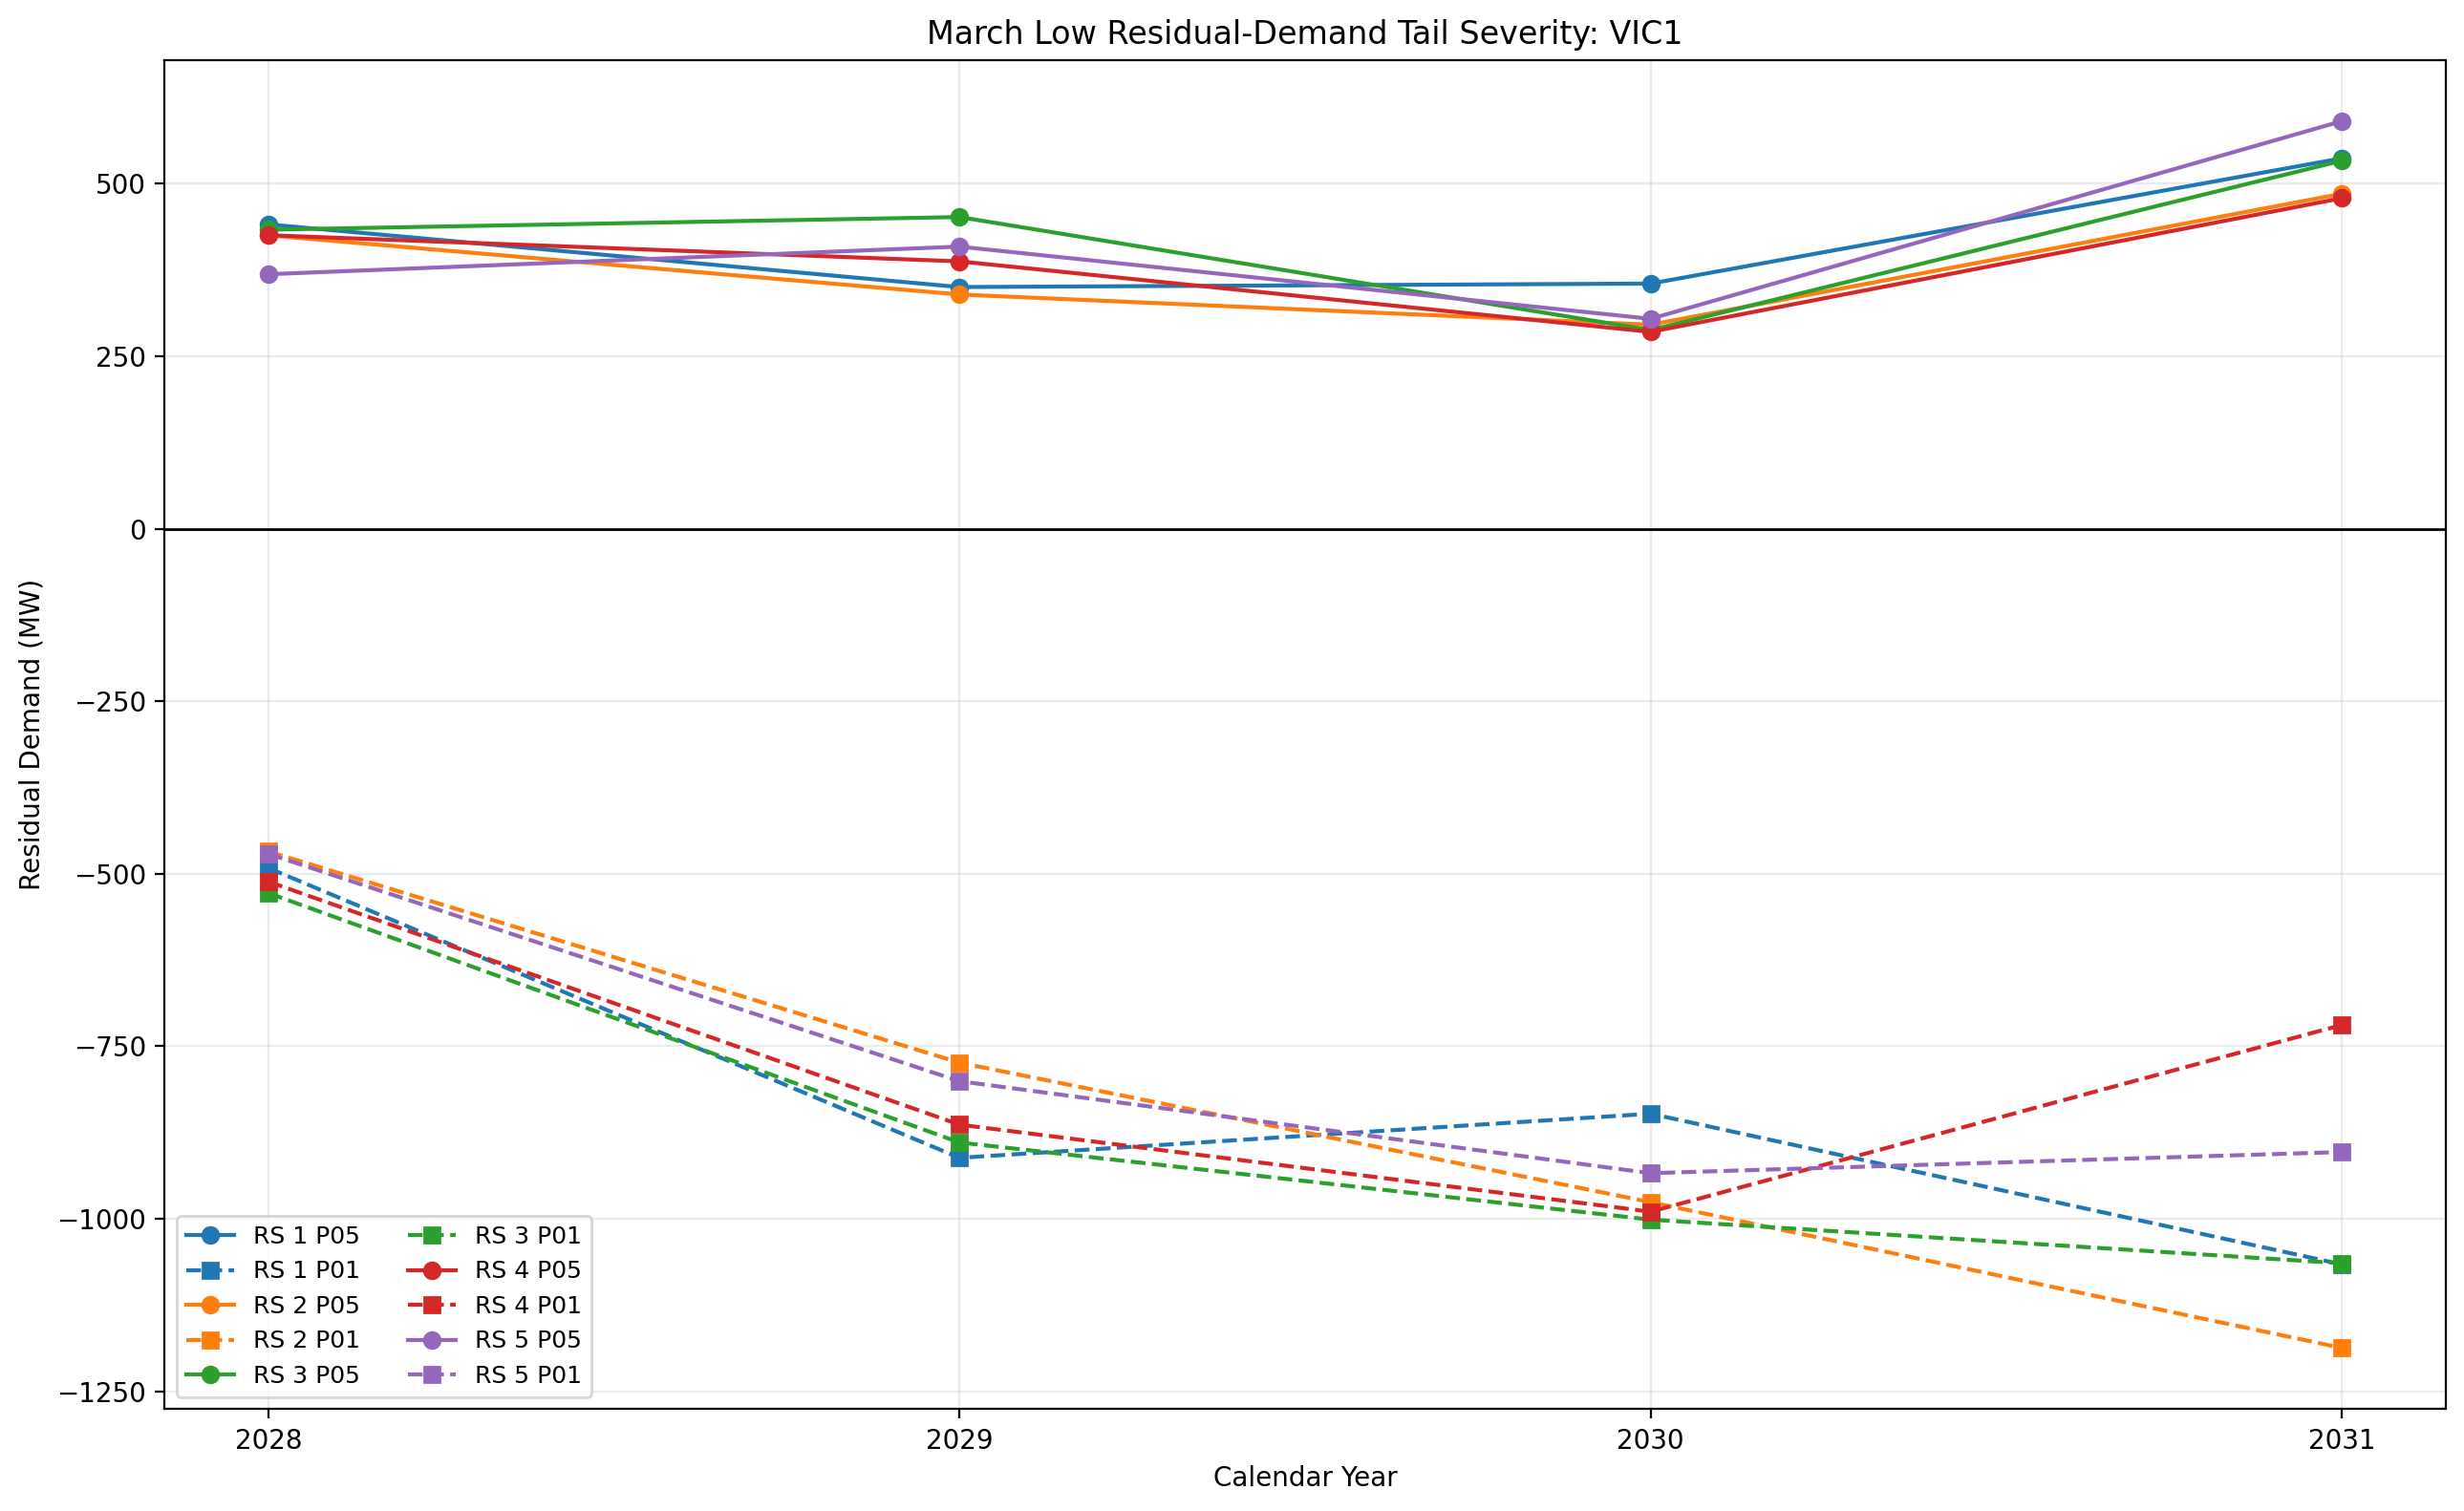 March Low Residual-Demand Tail Severity: VIC1
Residual Demand (MW)
500
250
0
−250
−500
−750
−1000
−1250
RS 1 P05
RS 1 P01
RS 2 P05
RS 2 P01
RS 3 P05
RS 3 P01
RS 4 P05
RS 4 P01
RS 5 P05
RS 5 P01
2028
2029
2030
2031
Calendar Year